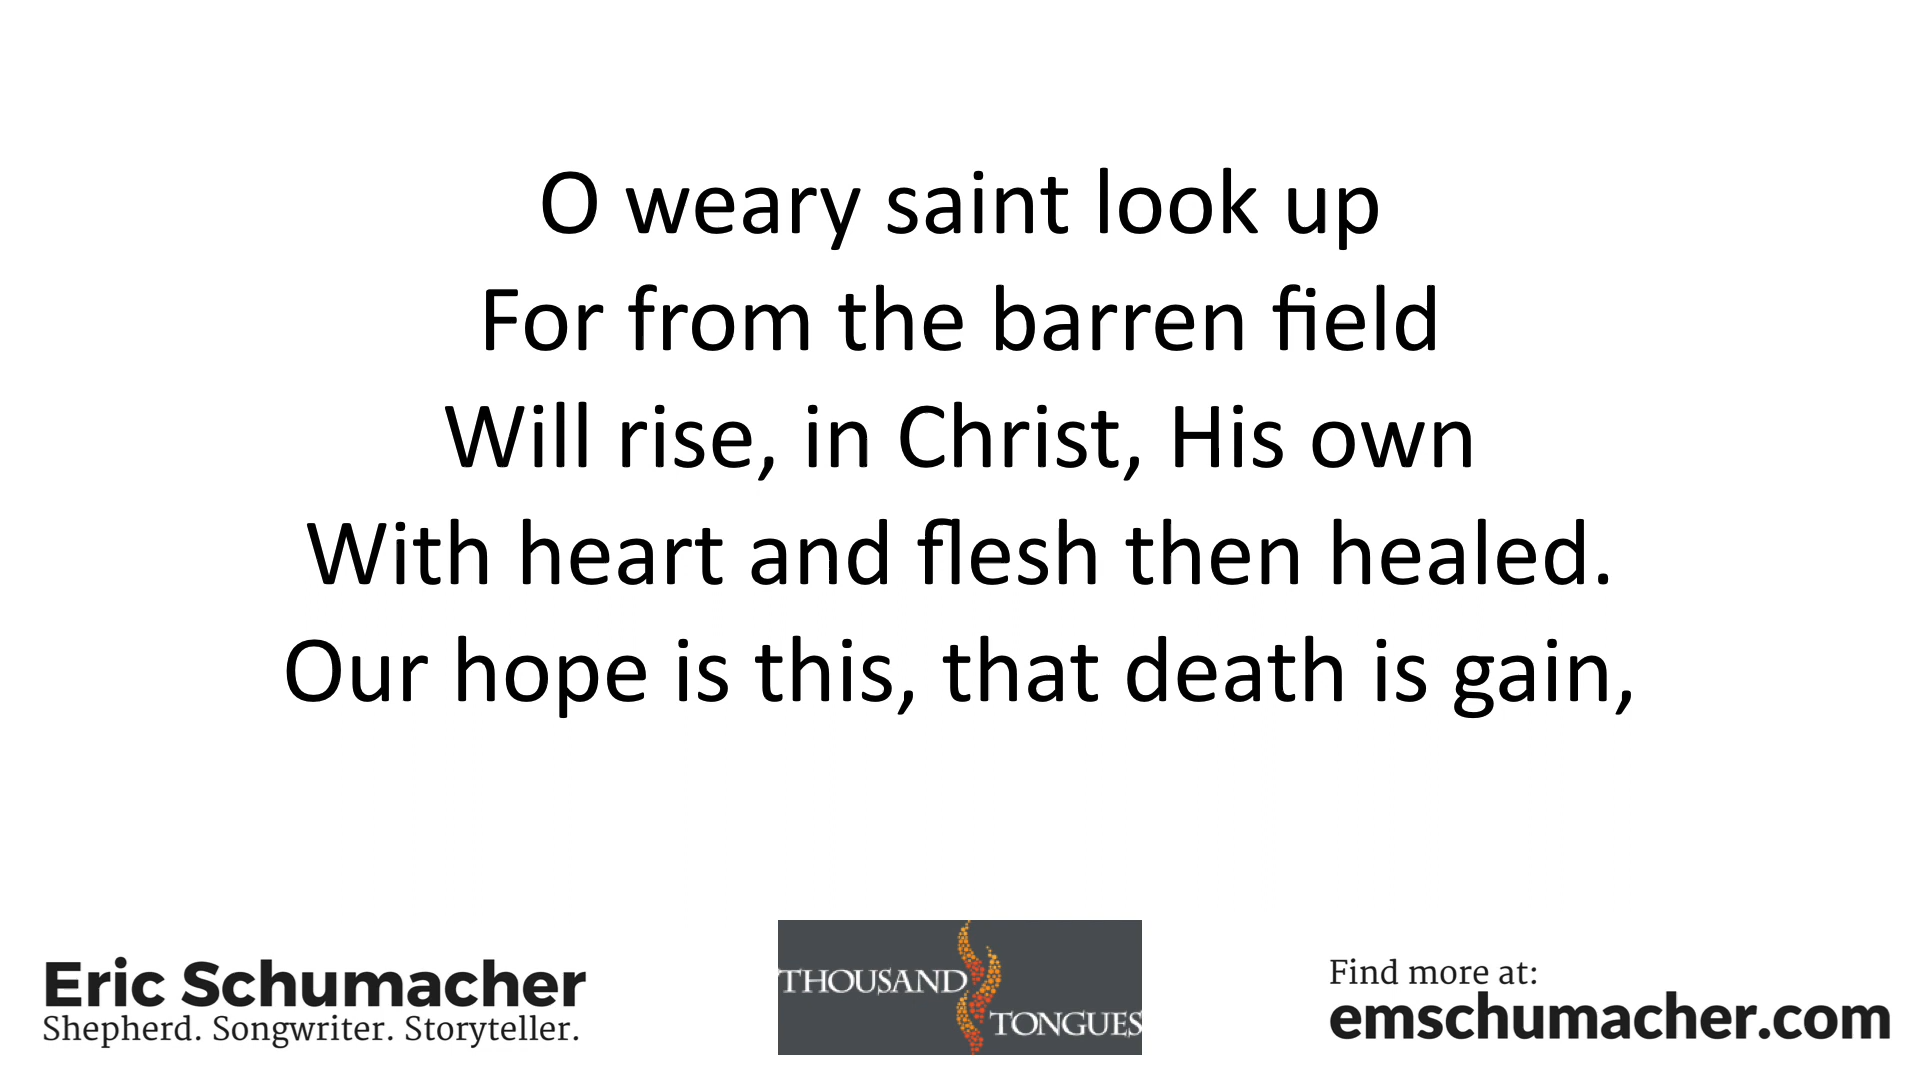 O weary saint look up
For from the barren field
Will rise, in Christ, His own
With heart and flesh then healed.
Our hope is this, that death is gain,
Eric Schumacher
Shepherd. Songwriter. Storyteller.
THOUSAND
TONGUES
Find more at:
emschumacher.com